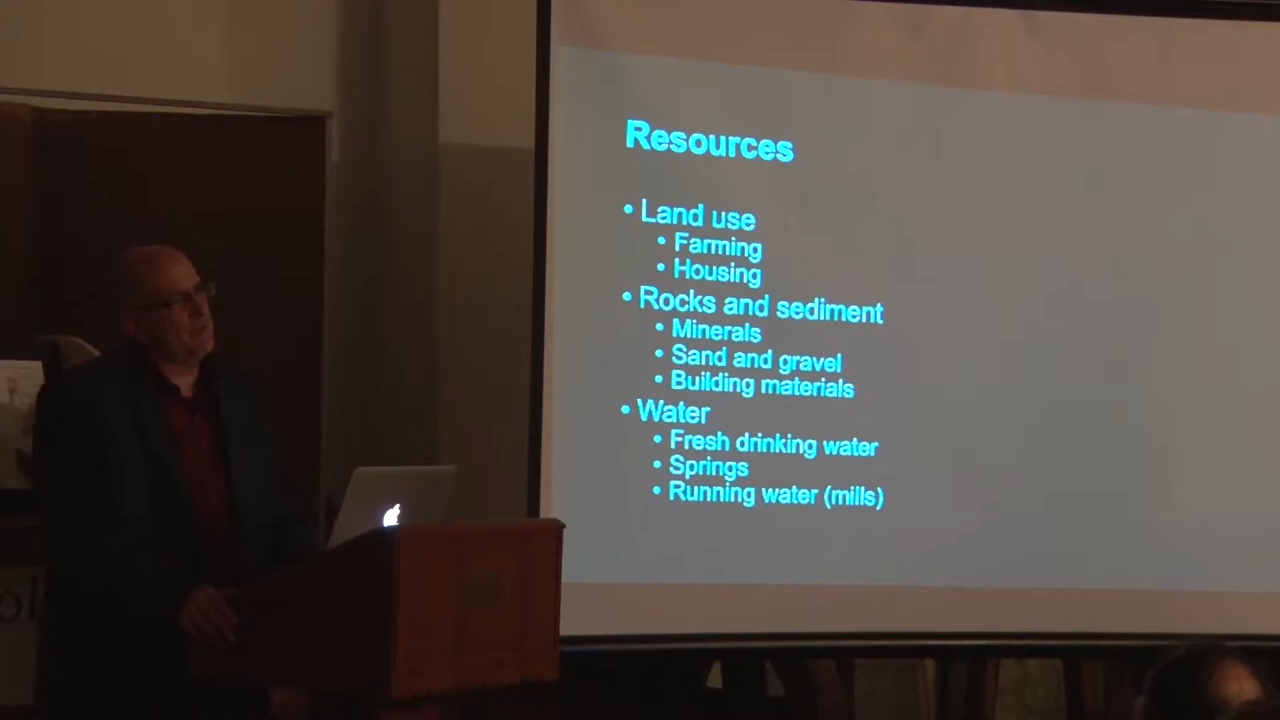 Resources
• Land use
• Farming
• Housing
• Rocks and sediment
• Minerals
• Sand and gravel
• Building materials
• Water
• Fresh drinking water
• Springs
• Running water (mills)
ol